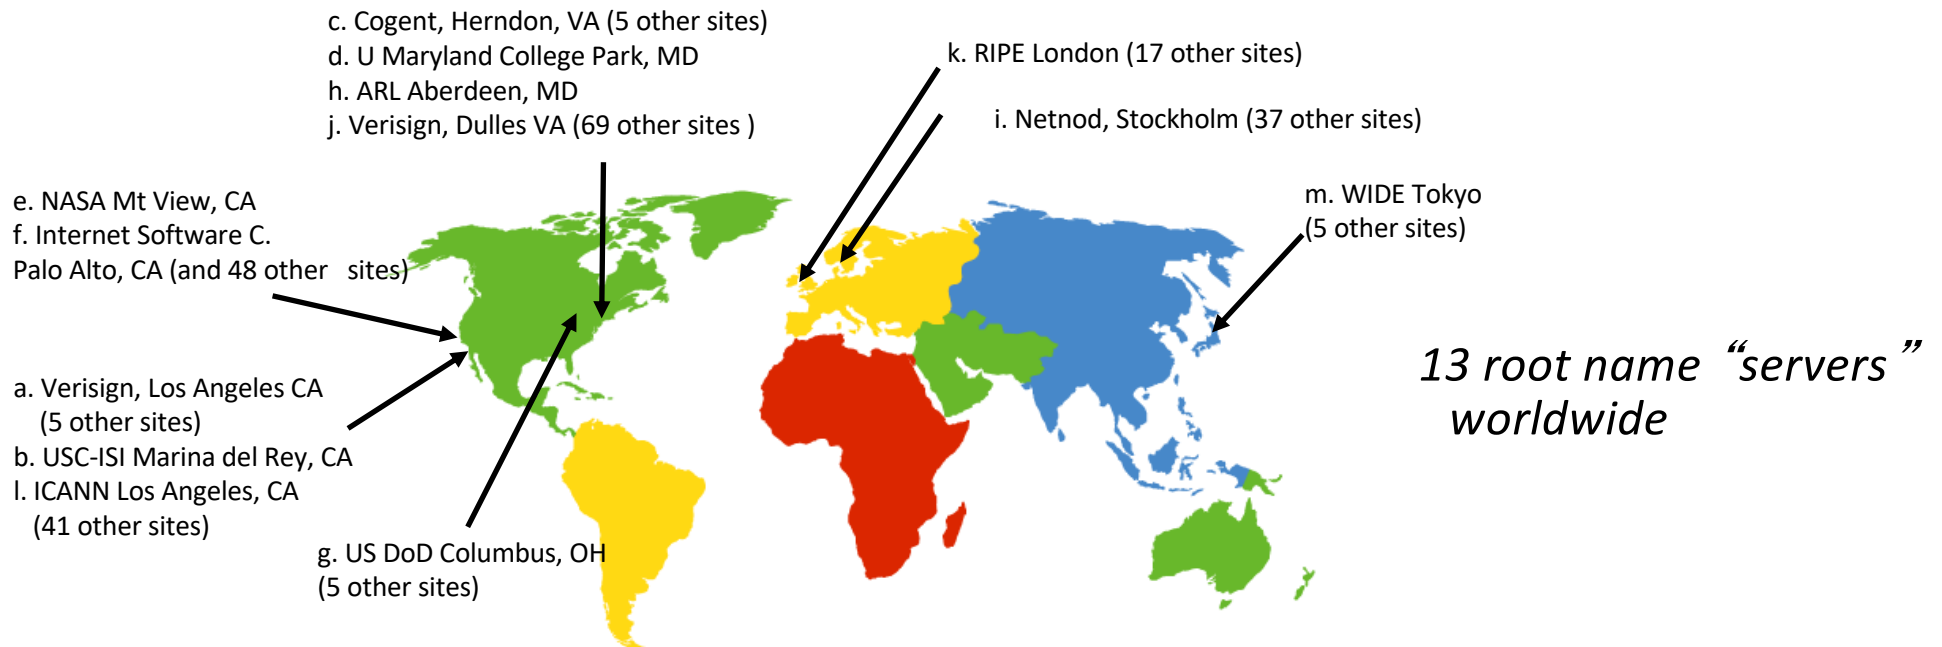 c. Cogent, Herndon, VA (5 other sites)
d. U Maryland College Park, MD
h. ARL Aberdeen, MD
j. Verisign, Dulles VA (69 other sites )
k. RIPE London (17 other sites)
i. Netnod, Stockholm (37 other sites)
m. WIDE Tokyo
(5 other sites)
e. NASA Mt View, CA
f. Internet Software C.
Palo Alto, CA (and 48 other sites)
a. Verisign, Los Angeles CA
(5 other sites)
b. USC-ISI Marina del Rey, CA
l. ICANN Los Angeles, CA
(41 other sites)
g. US DoD Columbus, OH
(5 other sites)
13 root name “servers”
worldwide